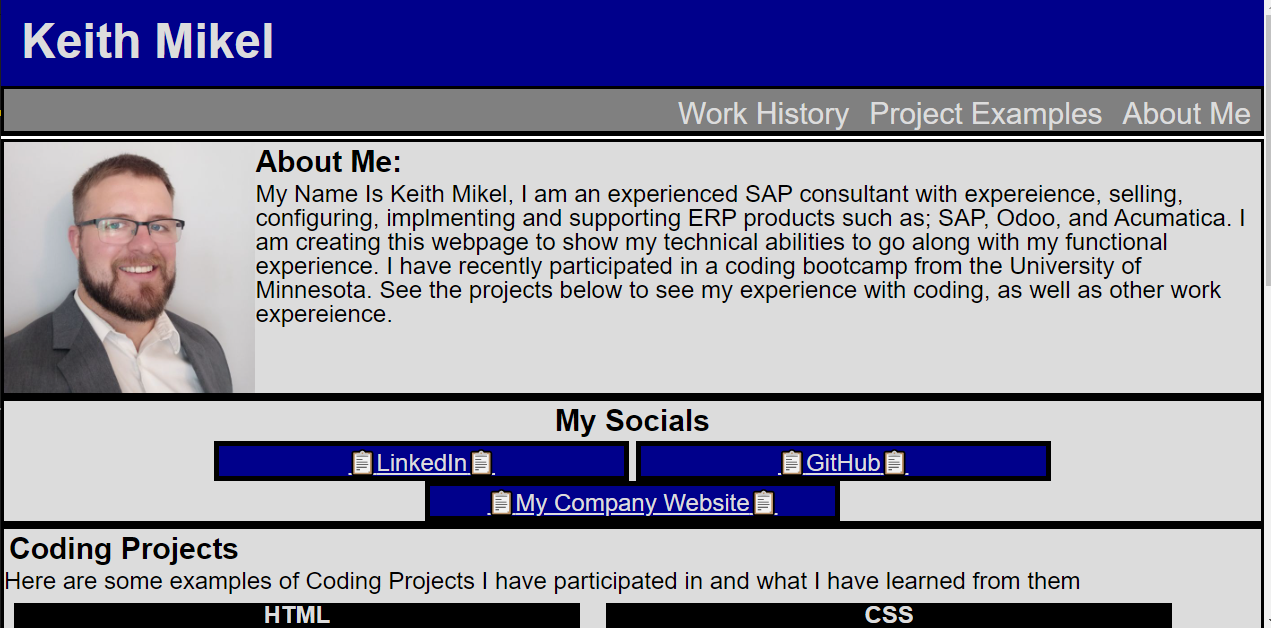 Keith Mikel
Work History Project Examples About Me
About Me:
My Name Is Keith Mikel, I am an experienced SAP consultant with expereience, selling,
configuring, implmenting and supporting ERP products such as; SAP, Odoo, and Acumatica. I
am creating this webpage to show my technical abilities to go along with my functional
experience. I have recently participated in a coding bootcamp from the University of
Minnesota. See the projects below to see my experience with coding, as well as other work
expereience.
My Socials
📋LinkedIn📋 📋GitHub📋
📋My Company Website📋
Coding Projects
Here are some examples of Coding Projects I have participated in and what I have learned from them
HTML CSS